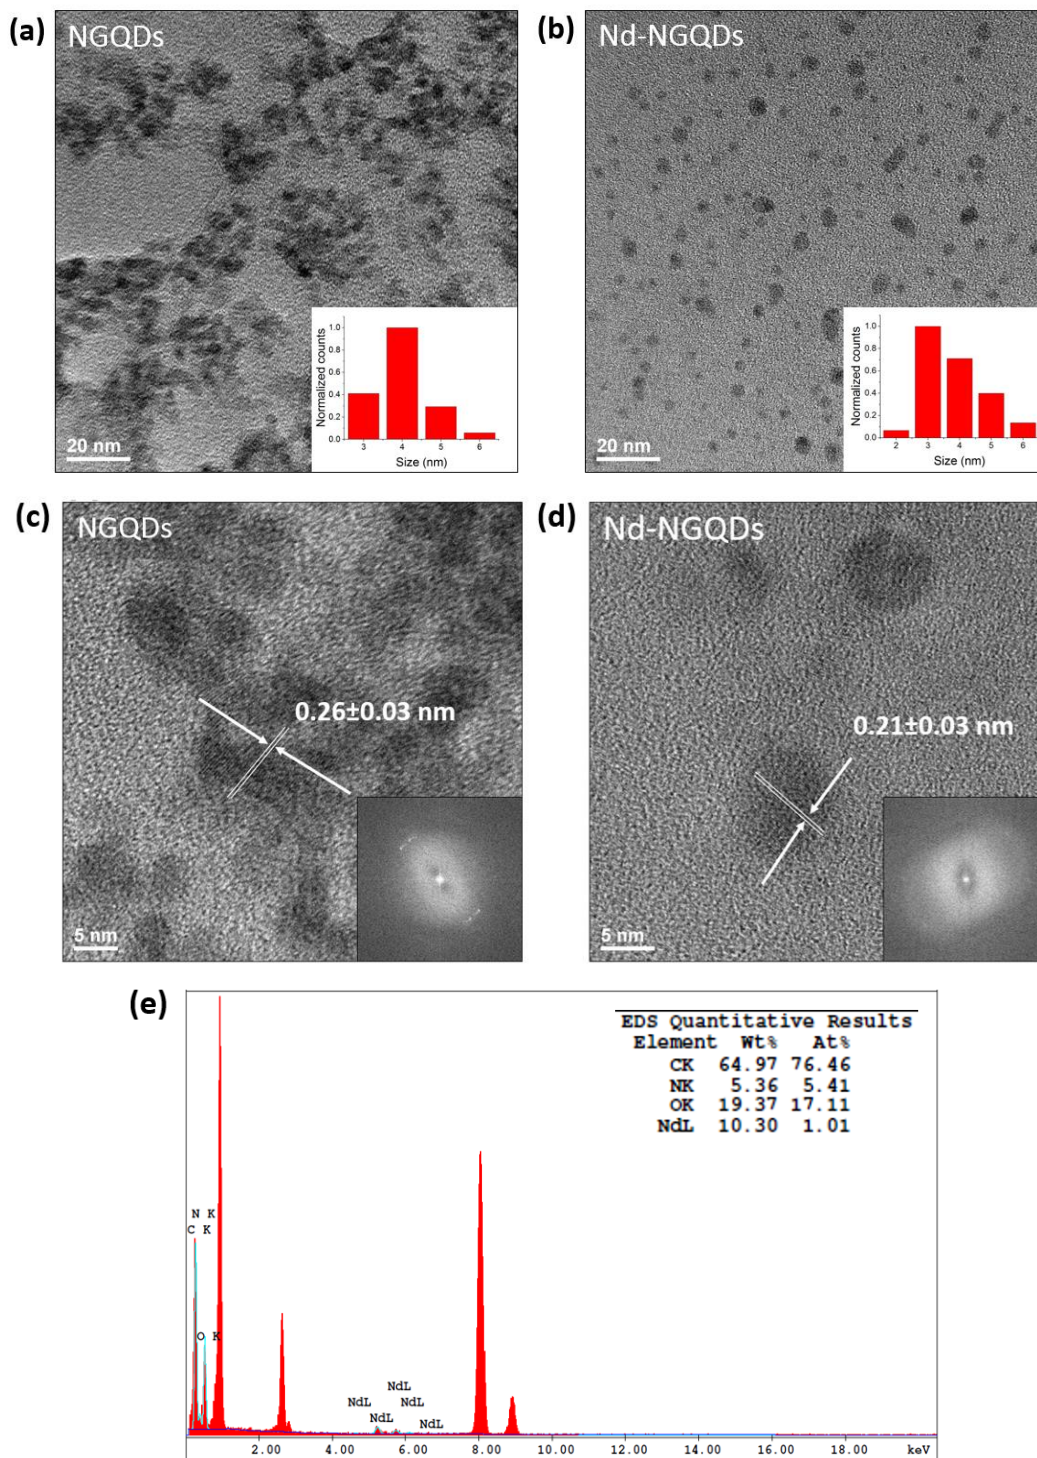 (a)
NGQDs
1.0
0.8
0.6
0.4
0.2
0.0
Normalized counts
3 4 5 6
Size (nm)
20 nm
(b)
Nd-NGQDs
1.0
0.8
0.6
0.4
0.2
0.0
Normalized counts
2 3 4 5 6
Size (nm)
20 nm
(c)
NGQDs
0.26±0.03 nm
5 nm
(d)
Nd-NGQDs
0.21±0.03 nm
5 nm
(e)
EDS Quantitative Results
Element Wt% At%
CK 64.97 76.46
NK 5.36 5.41
OK 19.37 17.11
NdL 10.30 1.01
N K
C K
O K
NdL
NdL NdL
NdL NdL
2.00 4.00 6.00 8.00 10.00 12.00 14.00 16.00 18.00 keV